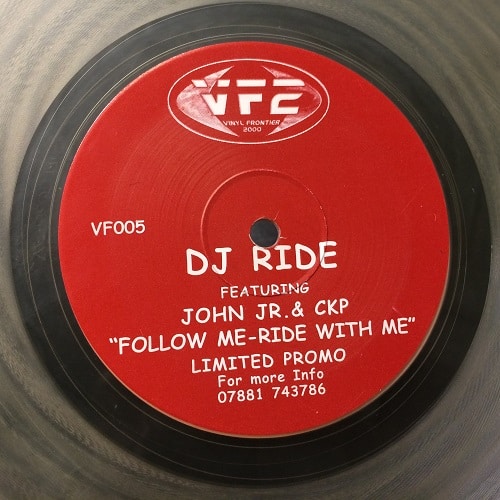 VF2
VINYL FRONTIER
2000
VF005
DJ RIDE
FEATURING
JOHN JR.& CKP
"FOLLOW ME-RIDE WITH ME"
LIMITED PROMO
For more Info
07881 743786